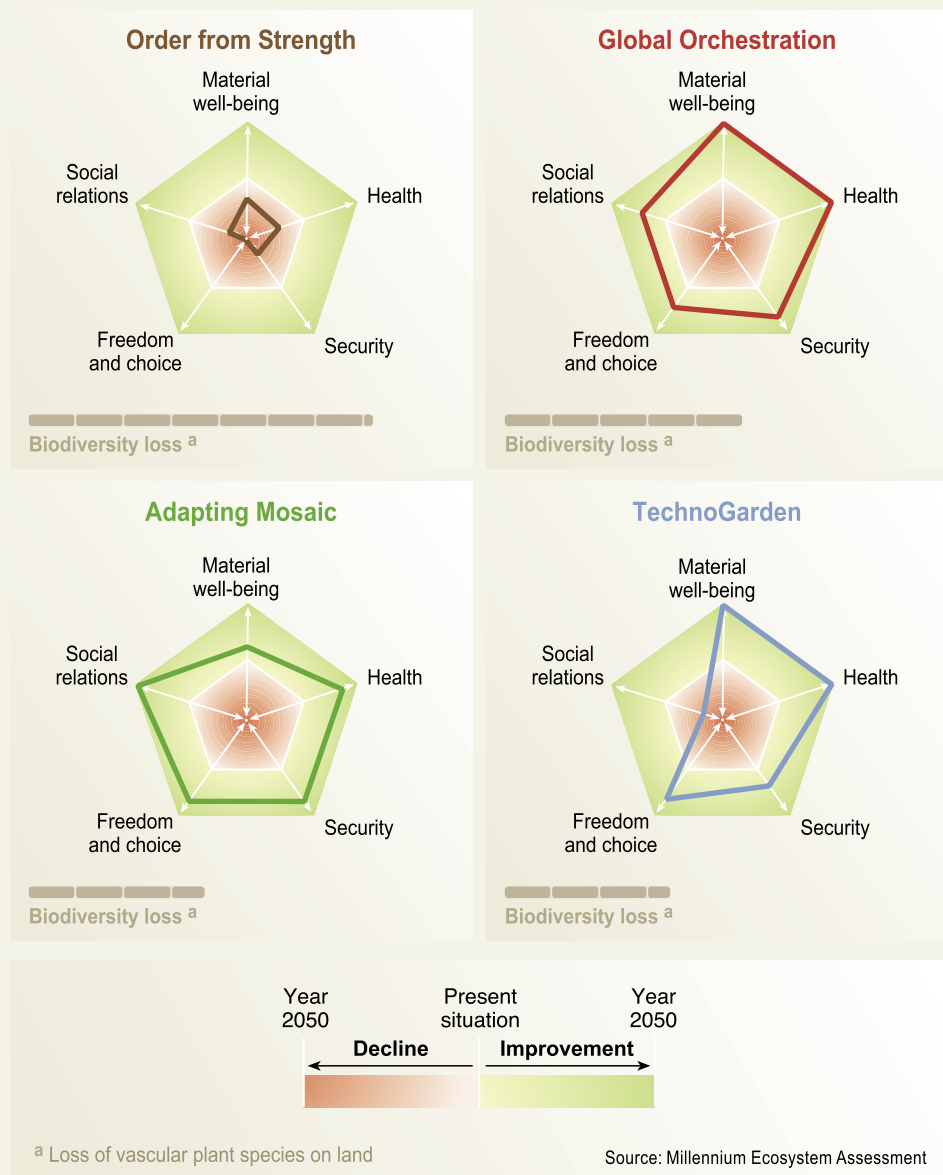 Order from Strength
Material
well-being
Social
relations
Health
Freedom
and choice
Security
Biodiversity loss a
Global Orchestration
Material
well-being
Social
relations
Health
Freedom
and choice
Security
Biodiversity loss a
Adapting Mosaic
Material
well-being
Social
relations
Health
Freedom
and choice
Security
Biodiversity loss a
TechnoGarden
Material
well-being
Social
relations
Health
Freedom
and choice
Security
Biodiversity loss a
Year
2050
Present
situation
Year
2050
Decline
Improvement
a Loss of vascular plant species on land
Source: Millennium Ecosystem Assessment